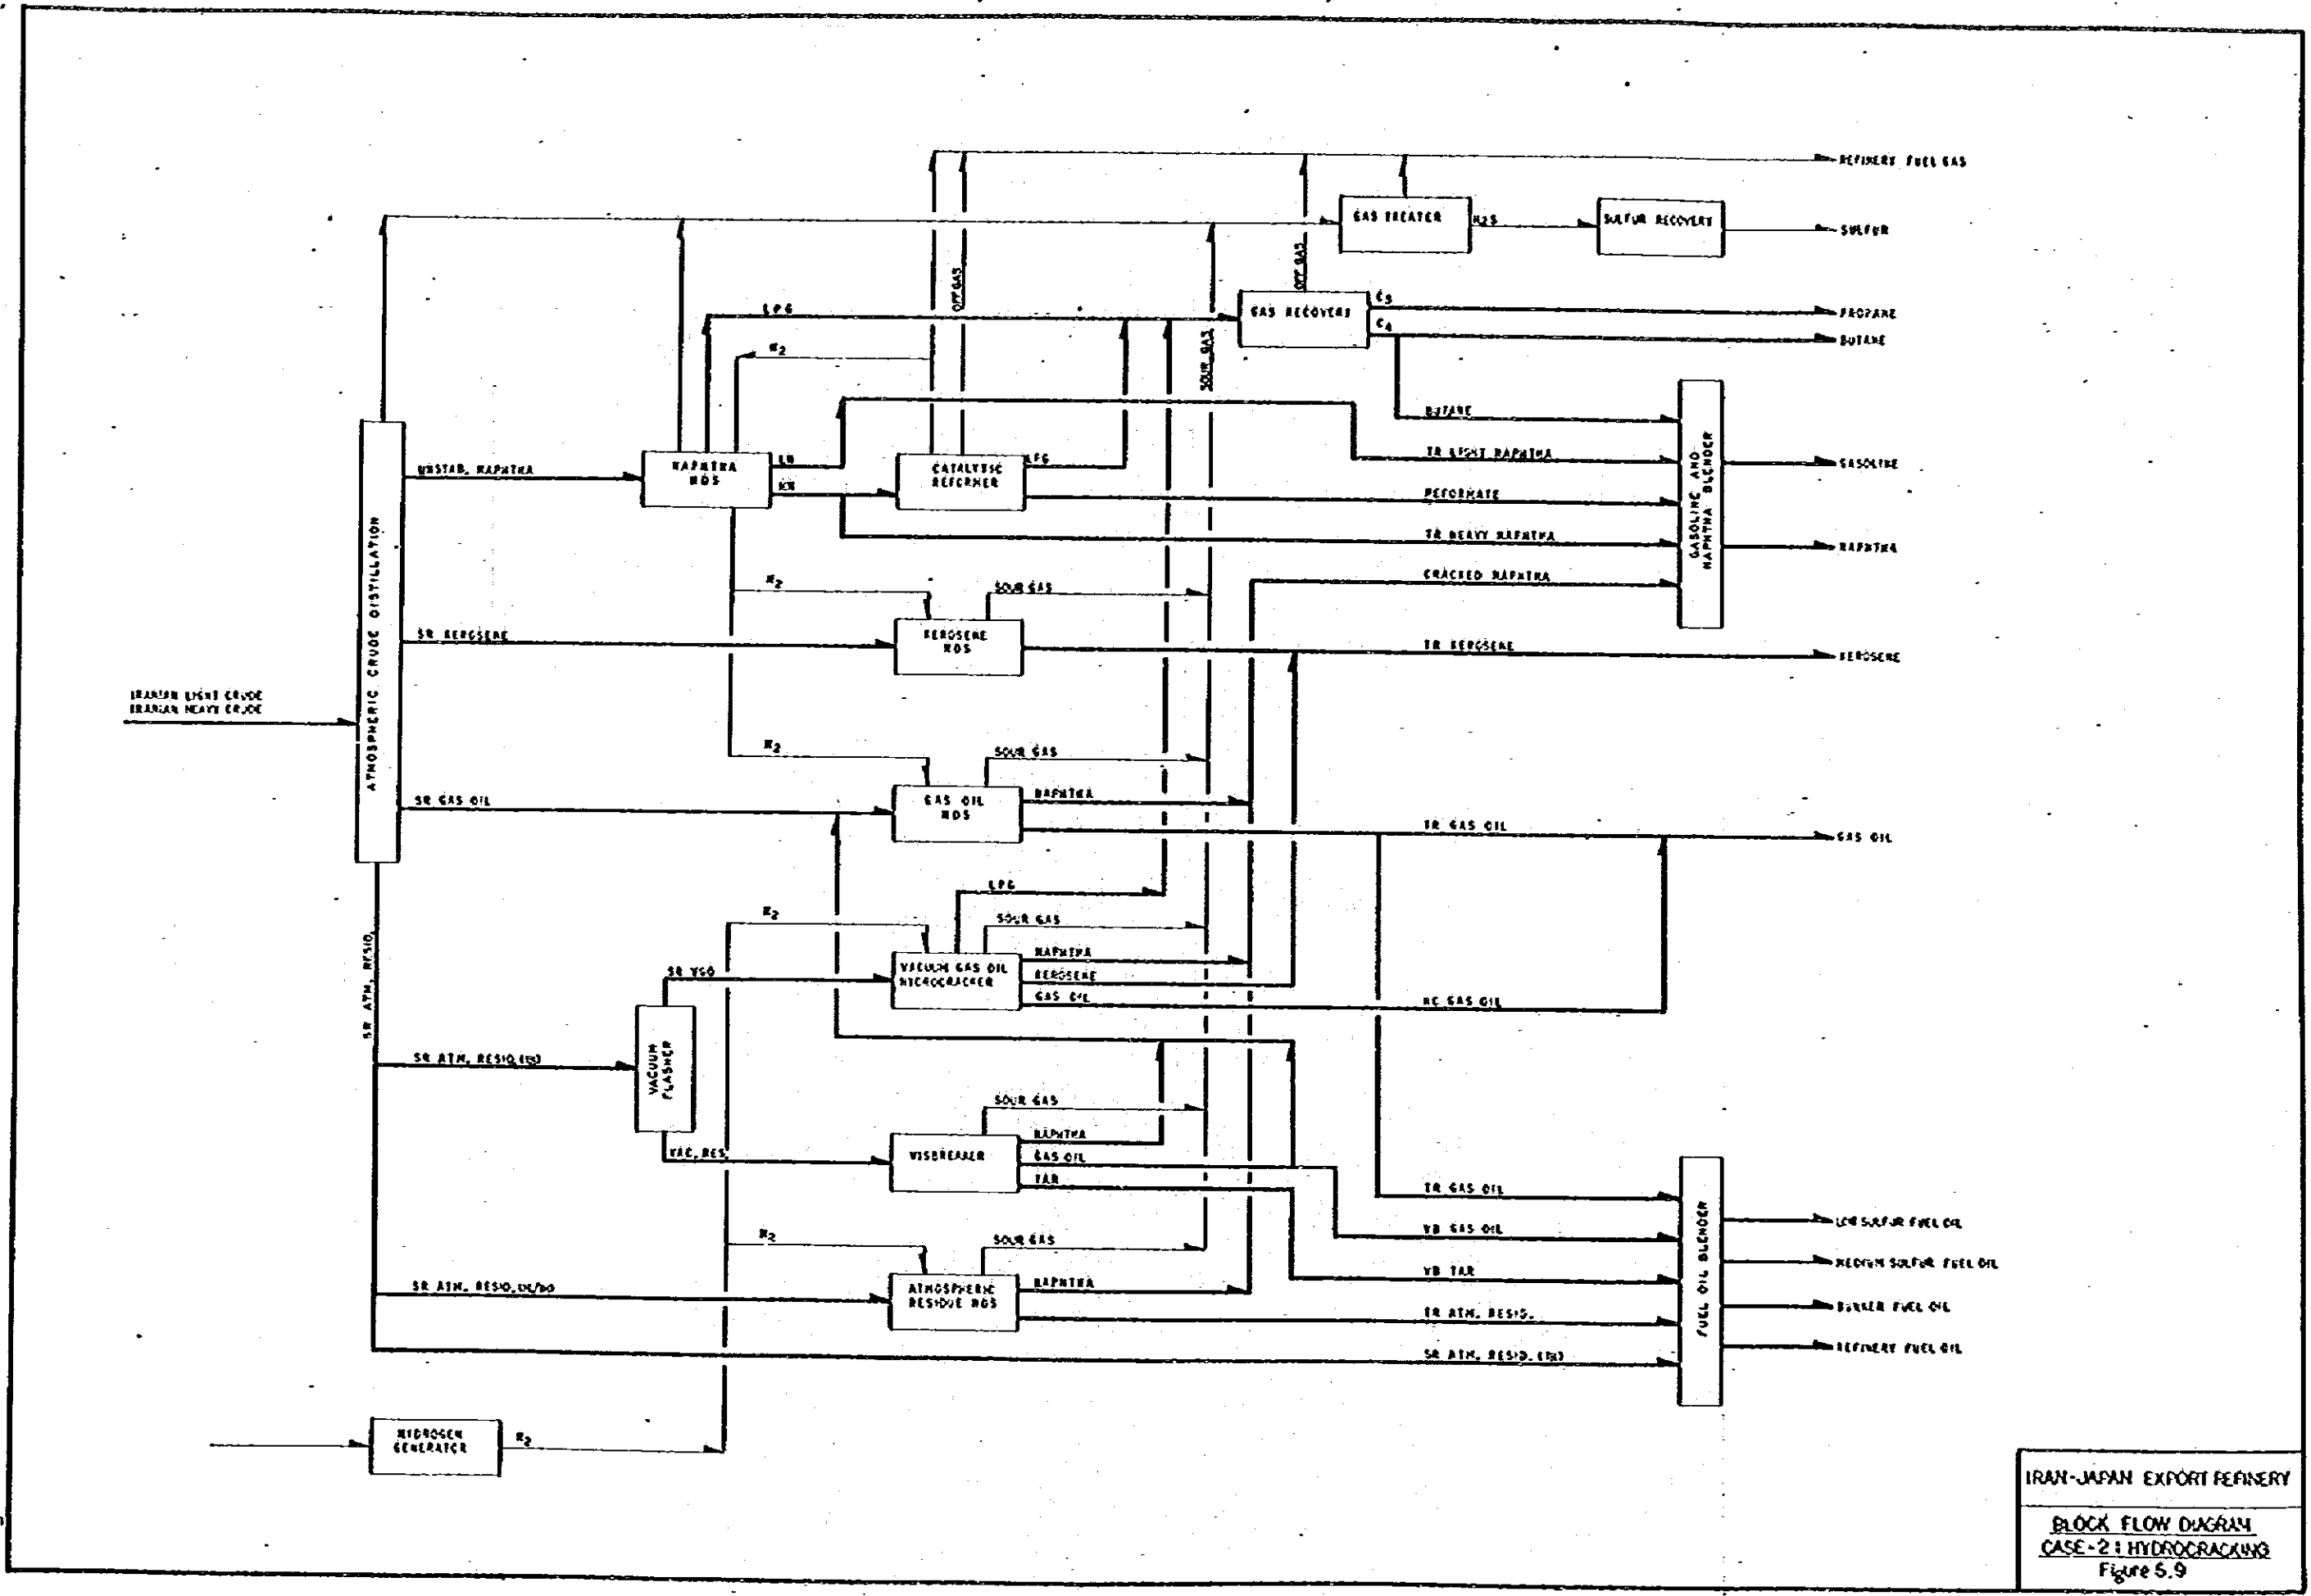 REFINERY FUEL GAS
GAS TREATER
H2S
SULFUR RECOVERY
SULFUR
OFF GAS
OFF GAS
LPG
GAS RECOVERY
C3
PROPANE
C4
BUTANE
H2
SOUR GAS
BUTANE
UNSTAB. NAPHTHA
NAPHTHA
HDS
LN
HN
CATALYTIC
REFORMER
LPG
TR LIGHT NAPHTHA
REFORMATE
TR HEAVY NAPHTHA
CRACKED NAPHTHA
GASOLINE AND
NAPHTHA BLENDER
GASOLINE
NAPHTHA
ATMOSPHERIC CRUDE DISTILLATION
H2
SOUR GAS
SR KEROSENE
KEROSENE
HDS
TR KEROSENE
KEROSENE
IRANIAN LIGHT CRUDE
IRANIAN HEAVY CRUDE
H2
SOUR GAS
SR GAS OIL
GAS OIL
HDS
NAPHTHA
TR GAS OIL
GAS OIL
LPG
H2
SOUR GAS
SR ATM. RESID.
SR VGO
VACUUM GAS OIL
HYDROCRACKER
NAPHTHA
KEROSENE
GAS OIL
HC GAS OIL
SR ATM. RESID.
VACUUM
FLASHER
SOUR GAS
VAC. RES.
VISBREAKER
NAPHTHA
GAS OIL
TAR
TR GAS OIL
VB GAS OIL
VB TAR
TR ATM. RESID.
SR ATM. RESID.
FUEL OIL BLENDER
LOW SULFUR FUEL OIL
MEDIUM SULFUR FUEL OIL
BUNKER FUEL OIL
REFINERY FUEL OIL
H2
SOUR GAS
SR ATM. RESID.
ATMOSPHERIC
RESIDUE HDS
NAPHTHA
HYDROGEN
GENERATOR
H2
IRAN-JAPAN EXPORT REFINERY
BLOCK FLOW DIAGRAM
CASE-2: HYDROCRACKING
Figure 5.9